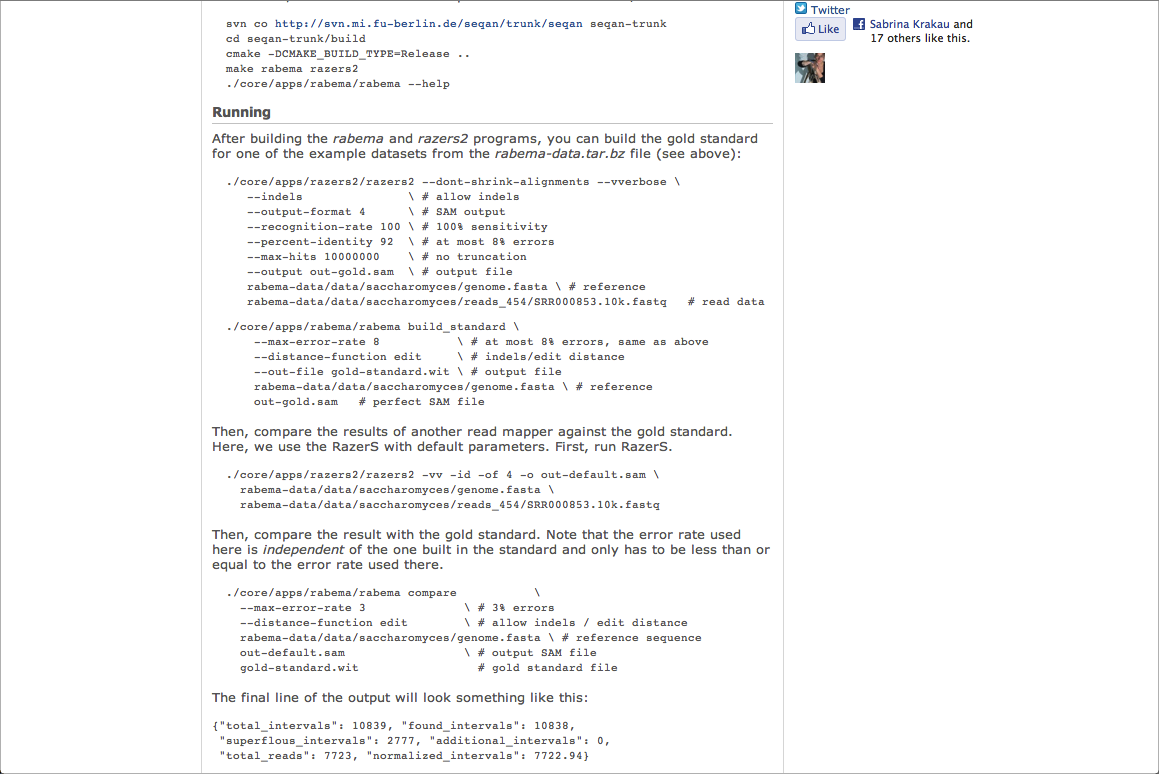 svn co http://svn.mi.fu-berlin.de/seqan/trunk/seqan seqan-trunk
cd seqan-trunk/build
cmake -DCMAKE_BUILD_TYPE=Release ..
make rabema razers2
./core/apps/rabema/rabema --help
Running
After building the rabema and razers2 programs, you can build the gold standard
for one of the example datasets from the rabema-data.tar.bz file (see above):
./core/apps/razers2/razers2 --dont-shrink-alignments --vverbose \
--indels \ # allow indels
--output-format 4 \ # SAM output
--recognition-rate 100 \ # 100% sensitivity
--percent-identity 92 \ # at most 8% errors
--max-hits 10000000 \ # no truncation
--output out-gold.sam \ # output file
rabema-data/data/saccharomyces/genome.fasta \ # reference
rabema-data/data/saccharomyces/reads_454/SRR000853.10k.fastq # read data
./core/apps/rabema/rabema build_standard \
--max-error-rate 8 \ # at most 8% errors, same as above
--distance-function edit \ # indels/edit distance
--out-file gold-standard.wit \ # output file
rabema-data/data/saccharomyces/genome.fasta \ # reference
out-gold.sam # perfect SAM file
Then, compare the results of another read mapper against the gold standard.
Here, we use the RazerS with default parameters. First, run RazerS.
./core/apps/razers2/razers2 -vv -id -of 4 -o out-default.sam \
rabema-data/data/saccharomyces/genome.fasta \
rabema-data/data/saccharomyces/reads_454/SRR000853.10k.fastq
Then, compare the result with the gold standard. Note that the error rate used
here is independent of the one built in the standard and only has to be less than or
equal to the error rate used there.
./core/apps/rabema/rabema compare \
--max-error-rate 3 \ # 3% errors
--distance-function edit \ # allow indels / edit distance
rabema-data/data/saccharomyces/genome.fasta \ # reference sequence
out-default.sam \ # output SAM file
gold-standard.wit # gold standard file
The final line of the output will look something like this:
{"total_intervals": 10839, "found_intervals": 10838,
"superflous_intervals": 2777, "additional_intervals": 0,
"total_reads": 7723, "normalized_intervals": 7722.94}
Twitter
Like
Sabrina Krakau and
17 others like this.